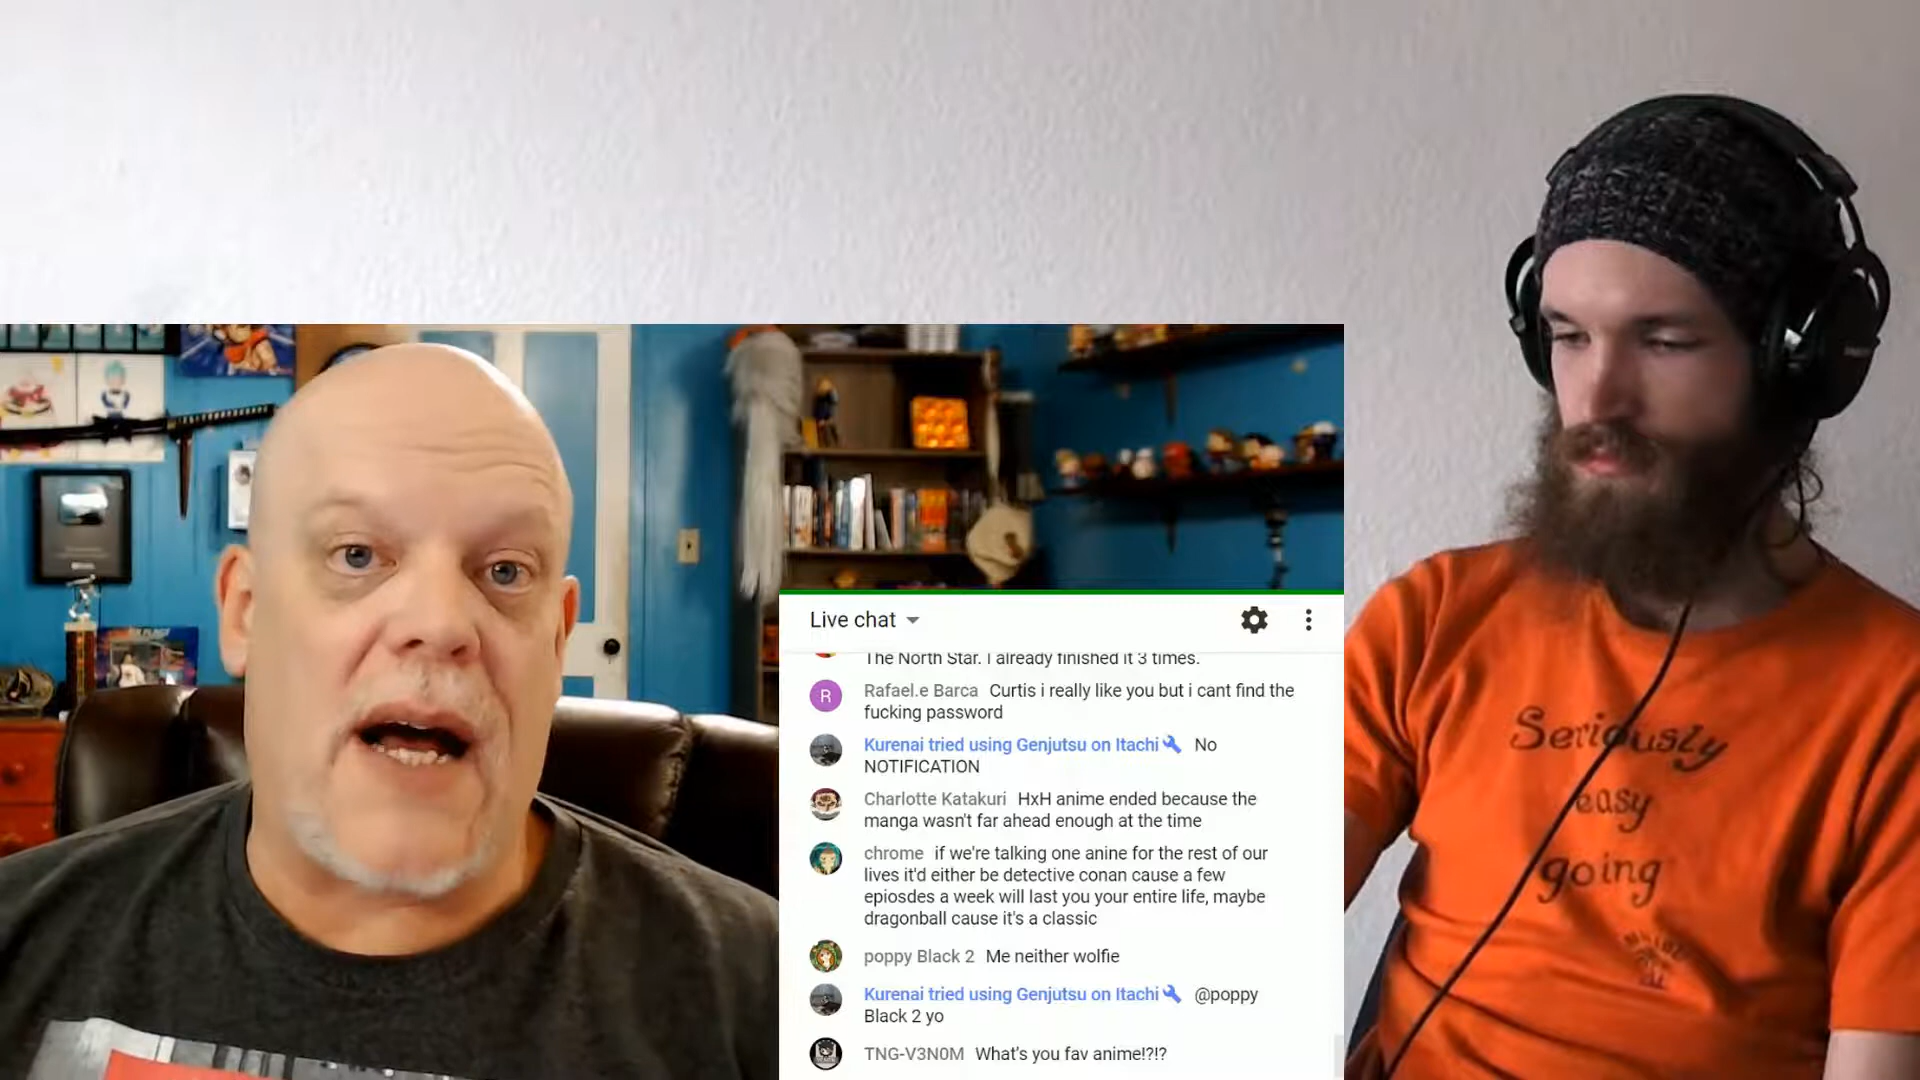 Live chat
The North Star. I already finished it 3 times.
R
Rafael.e Barca Curtis i really like you but i cant find the
fucking password
Kurenai tried using Genjutsu on Itachi No
NOTIFICATION
Charlotte Katakuri HxH anime ended because the
manga wasn't far ahead enough at the time
chrome if we're talking one anine for the rest of our
lives it'd either be detective conan cause a few
epiosdes a week will last you your entire life, maybe
dragonball cause it's a classic
poppy Black 2 Me neither wolfie
Kurenai tried using Genjutsu on Itachi @poppy
Black 2 yo
TNG-V3N0M What's you fav anime!?!?
Seriously
easy
going